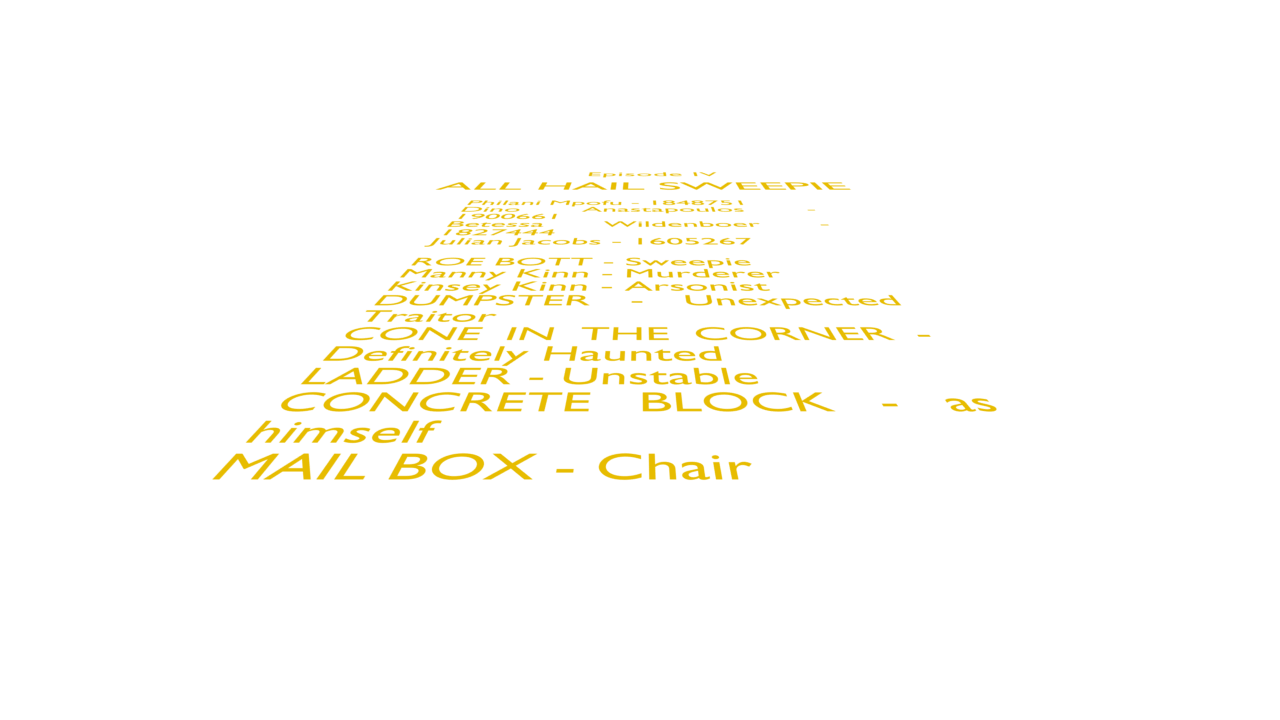 Episode IV
ALL HAIL SWEEPIE
Philani Mpofu - 1848751
Dino Anastapoulos -
1900661
Betessa Wildenboer -
1827444
Julian Jacobs - 1605267
ROE BOTT - Sweepie
Manny Kinn - Murderer
Kinsey Kinn - Arsonist
DUMPSTER - Unexpected
Traitor
CONE IN THE CORNER -
Definitely Haunted
LADDER - Unstable
CONCRETE BLOCK - as
himself
MAIL BOX - Chair